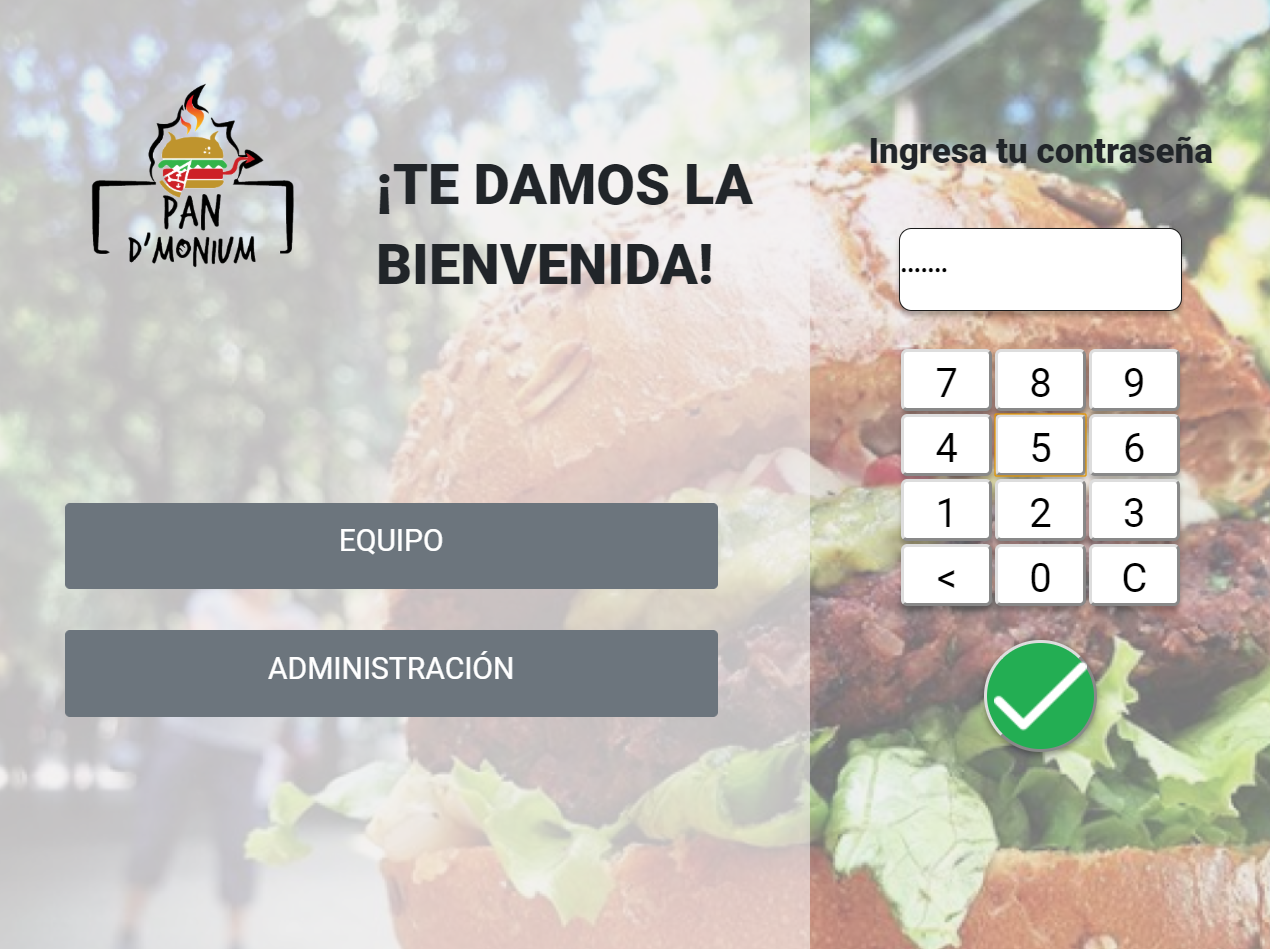 PAN
D'MONIUM
¡TE DAMOS LA
BIENVENIDA!
EQUIPO
ADMINISTRACIÓN
Ingresa tu contraseña
.......
7 8 9
4 5 6
1 2 3
< 0 C